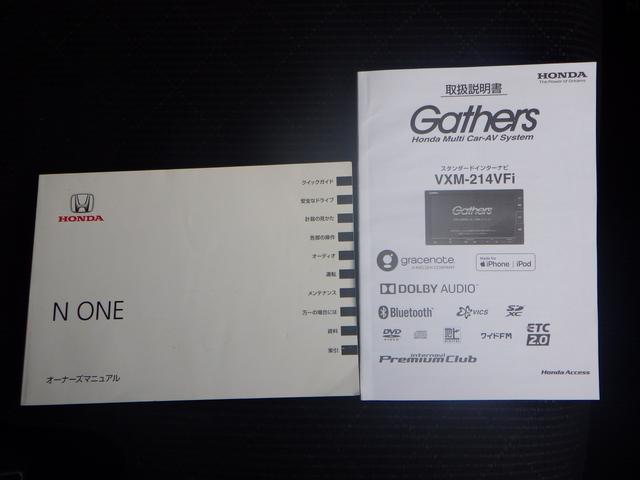 HONDA
N ONE
オーナーズマニュアル
クイックガイド
安全なドライブ
計器の見かた
各部の操作
オーディオ
運転
メンテナンス
万一の場合には
資料
索引
HONDA
The Power of Dreams
取扱説明書
Gathers
Honda Multi Car-AV System
スタンダードインターナビ
VXM-214VFi
Gathers
gracenote.
A NIELSEN COMPANY
Made for
iPhone | iPod
DOLBY AUDIO
Bluetooth
VICS
SD XC
DVD VIDEO
ワイドFM
ETC 2.0
internavi
Premium Club
Honda Access